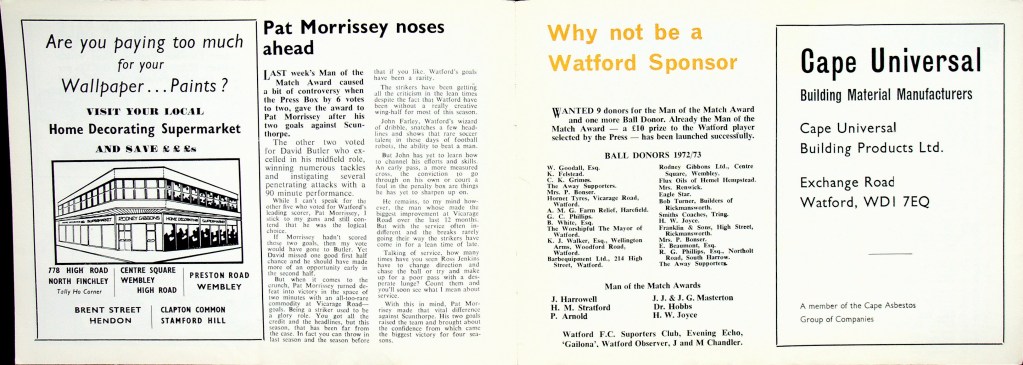 Are you paying too much
for your
Wallpaper...Paints?
VISIT YOUR LOCAL
Home Decorating Supermarket
AND SAVE £ £ £s
RODNEY GIBBONS
HOME DECORATING
SUPERMARKET
778 HIGH ROAD
NORTH FINCHLEY
Tally Ho Corner
CENTRE SQUARE
WEMBLEY
HIGH ROAD
PRESTON ROAD
WEMBLEY
BRENT STREET
HENDON
CLAPTON COMMON
STAMFORD HILL
Pat Morrissey noses
ahead
LAST week's Man of the
Match Award caused
a bit of controversy when
the Press Box by 6 votes
to two, gave the award to
Pat Morrissey after his
two goals against Scun-
thorpe.
The other two voted
for David Butler who ex-
celled in his midfield role,
winning numerous tackles
and instigating several
penetrating attacks with a
90 minute performance.
While I can't speak for the
other five who voted for Watford's
leading scorer, Pat Morrissey, I
stick to my guns and still con-
tend that he was the logical
choice.
If Morrissey hadn't scored
those two goals, then my vote
would have gone to Butler. Yet
David missed one good first half
chance and he should have made
more of an opportunity early in
the second half.
But when it comes to the
crunch, Pat Morrissey turned de-
feat into victory in the space of
two minutes with an all-too-rare
commodity at Vicarage Road—
goals. Being a striker used to be
a glory role. You got all the
credit and the headlines, but this
season, that has been far from
the case. In fact you can throw in
last season and the season before
that if you like. Watford's goals
have been a rarity.
The strikers have been getting
all the criticism in the lean times
despite the fact that Watford have
been without a really creative
wing-half for most of this season.
John Farley, Watford's wizard
of dribble, snatches a few head-
lines and shows that rare soccer
talent in these days of football
robots, the ability to beat a man.
But John has yet to learn how
to channel his efforts and skills.
An early pass, a more measured
cross, the conviction to go
through on his own or court a
foul in the penalty box are things
he has yet to sharpen up on.
He remains, to my mind how-
ever, the man whose made the
biggest improvement at Vicarage
Road over the last 12 months.
But with the service often in-
different and the breaks rarely
going their way the strikers have
come in for a lean time of late.
Talking of service, how many
times have you seen Ross Jenkins
have to change direction and
chase the ball or try and make
up for a poor pass with a des-
perate lunge? Count them and
you'll soon see what I mean about
service.
With this in mind, Pat Mor-
rissey made that vital difference
against Scunthorpe. His two goals
raised the team and brought about
the confidence from which came
the biggest victory for four sea-
sons.
Why not be a
Watford Sponsor
WANTED 9 donors for the Man of the Match Award
and one more Ball Donor. Already the Man of the
Match Award — a £10 prize to the Watford player
selected by the Press — has been launched successfully.
BALL DONORS 1972/73
W. Goodall, Esq.
K. Felstead.
C. K. Grimes.
The Away Supporters.
Mrs. P. Bonser.
Hornor Tyres, Vicarage Road,
Watford.
A. M. G. Farm Relief, Harefield.
G. C. Phillips.
B. White, Esq.
The Worshipful The Mayor of
Watford.
K. J. Walker, Esq., Wellington
Arms, Woodford Road,
Watford.
Barbequipment Ltd., 214 High
Street, Watford.
Rodney Gibbons Ltd., Centre
Square, Wembley.
Flux Oils of Hemel Hempstead.
Mrs. Renwick.
Eagle Star.
Bob Turner, Builders of
Rickmansworth.
Smiths Coaches, Tring.
H. W. Joyce.
Franklin & Sons, High Street,
Rickmansworth.
Mrs. P. Bonser.
E. Beaumont, Esq.
R. G. Phillips, Esq., Northolt
Road, South Harrow.
The Away Supporters.
Man of the Match Awards
J. Harrowell
H. M. Stratford
P. Arnold
J. J. & J. G. Masterton
Dr. Hobbs
H. W. Joyce
Watford F.C. Suporters Club, Evening Echo,
'Gailona', Watford Observer, J and M Chandler.
Cape Universal
Building Material Manufacturers
Cape Universal
Building Products Ltd.
Exchange Road
Watford, WD1 7EQ
A member of the Cape Asbestos
Group of Companies